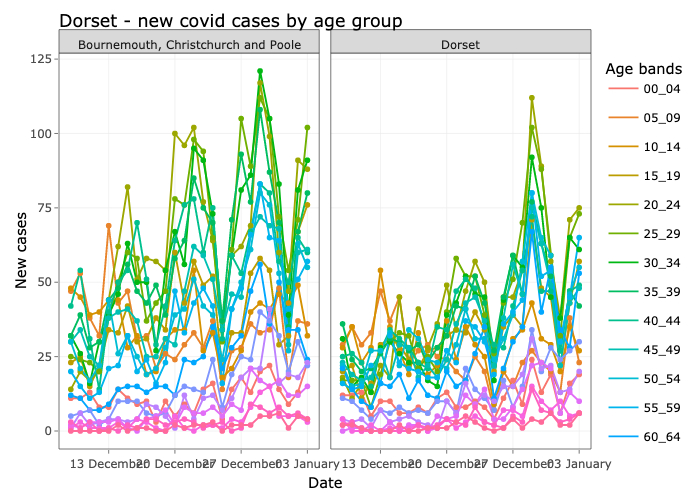 Dorset - new covid cases by age group
Bournemouth, Christchurch and Poole
Dorset
125
100
75
50
25
0
New cases
13 December 20 December 27 December 03 January
13 December 20 December 27 December 03 January
Date
Age bands
00_04
05_09
10_14
15_19
20_24
25_29
30_34
35_39
40_44
45_49
50_54
55_59
60_64